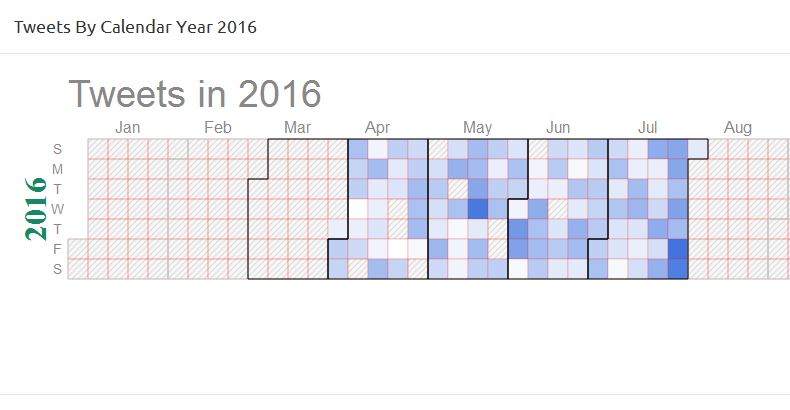 Tweets By Calendar Year 2016
Tweets in 2016
Jan Feb Mar Apr May Jun Jul Aug
2016
S
M
T
W
T
F
S